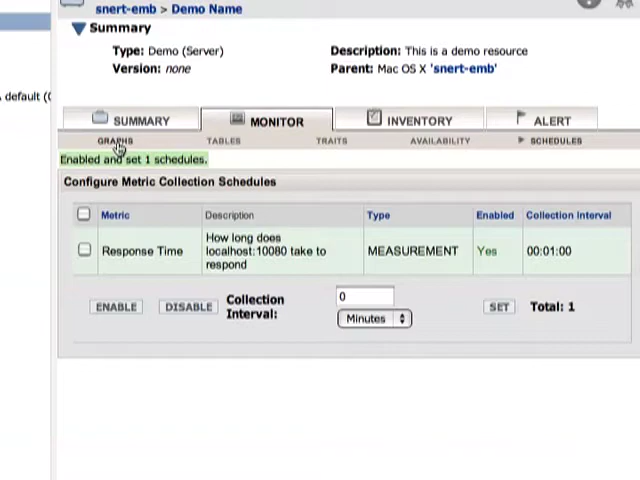 snert-emb > Demo Name
Summary
Type: Demo (Server)
Description: This is a demo resource
Version: none
Parent: Mac OS X 'snert-emb'
default (
SUMMARY
MONITOR
INVENTORY
ALERT
GRAPHS
TABLES
TRAITS
AVAILABILITY
SCHEDULES
Enabled and set 1 schedules.
Configure Metric Collection Schedules
Metric
Description
Type
Enabled
Collection Interval
Response Time
How long does
localhost:10080 take to
respond
MEASUREMENT
Yes
00:01:00
ENABLE
DISABLE
Collection
Interval:
0
Minutes
SET
Total: 1